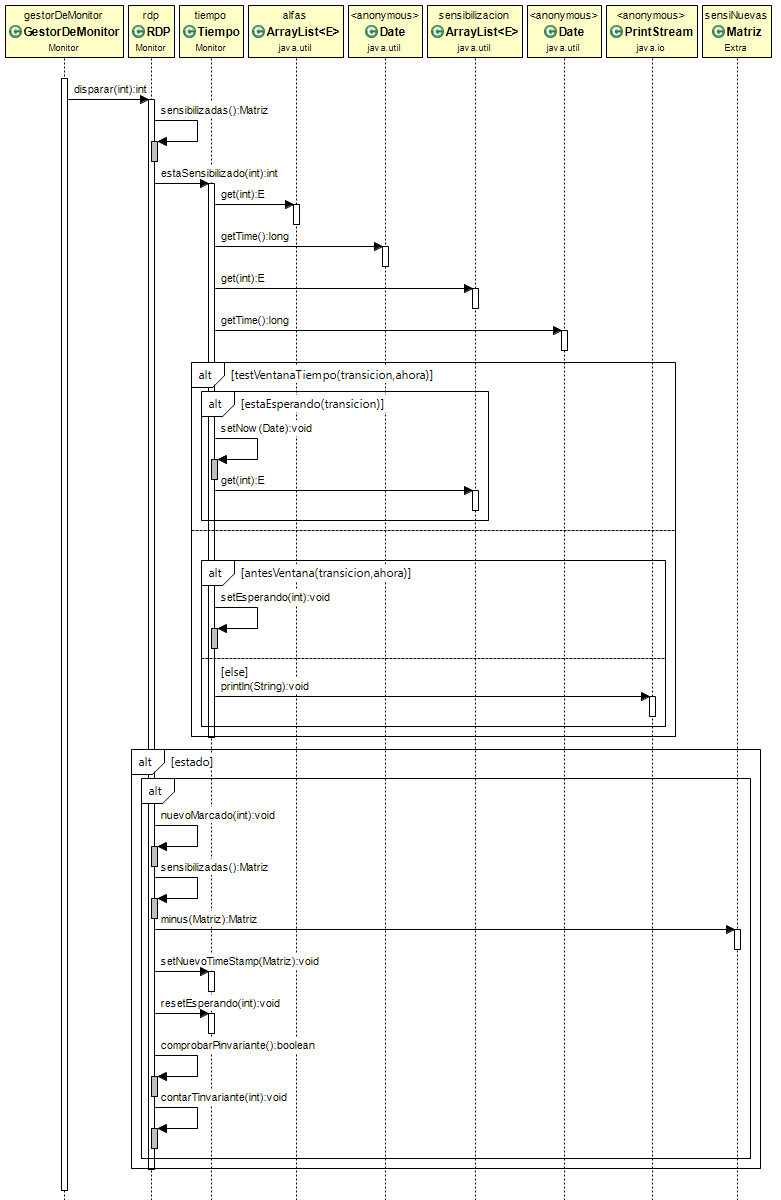 gestorDeMonitor rdp tiempo alfas <anonymous> sensibilizacion <anonymous> <anonymous> sensiNuevas
C GestorDeMonitor C RDP C Tiempo C ArrayList<E> C Date C ArrayList<E> C Date C PrintStream C Matriz
Monitor Monitor Monitor java.util java.util java.util java.util java.io Extra
disparar(int):int
sensibilizadas():Matriz
estaSensibilizado(int):int
get(int):E
getTime():long
get(int):E
getTime():long
alt [testVentanaTiempo(transicion,ahora)]
alt [estaEsperando(transicion)]
setNow(Date):void
get(int):E
alt [antesVentana(transicion,ahora)]
setEsperando(int):void
[else]
println(String):void
alt [estado]
alt
nuevoMarcado(int):void
sensibilizadas():Matriz
minus(Matriz):Matriz
setNuevoTimeStamp(Matriz):void
resetEsperando(int):void
comprobarPinvariante():boolean
contarTinvariante(int):void